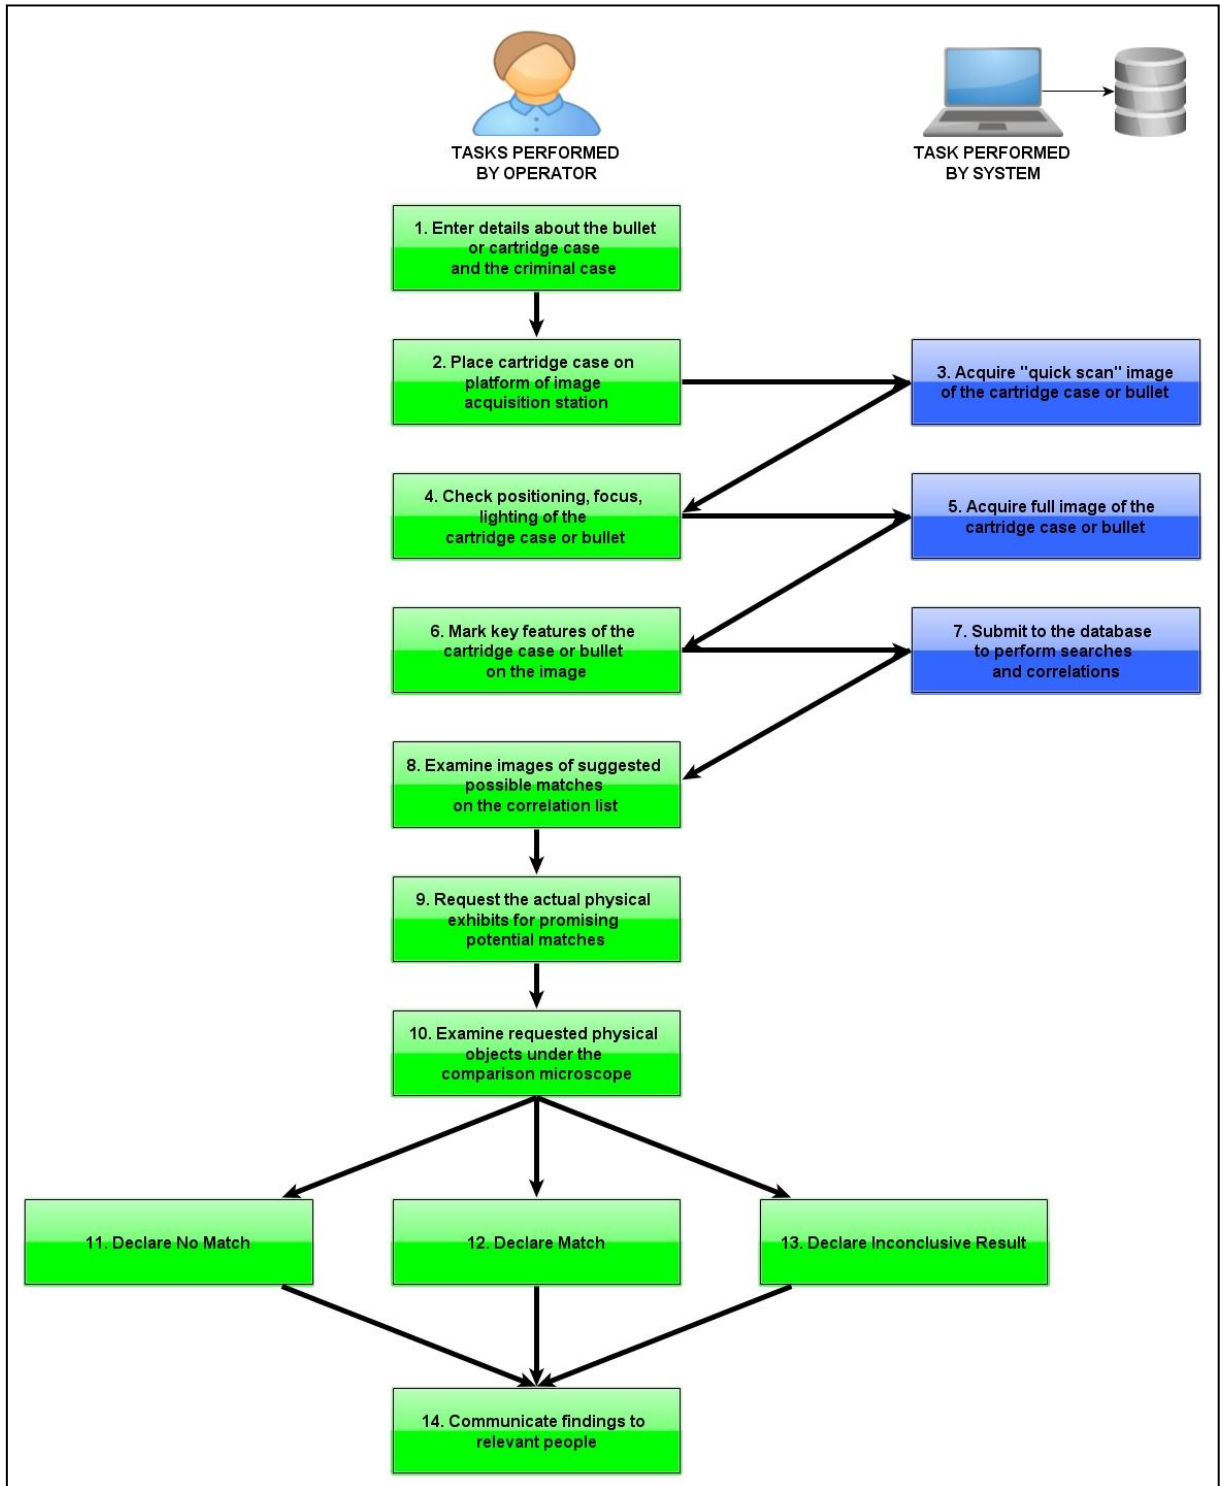 TASKS PERFORMED
BY OPERATOR
TASK PERFORMED
BY SYSTEM
1. Enter details about the bullet
or cartridge case
and the criminal case
2. Place cartridge case on
platform of image
acquisition station
3. Acquire "quick scan" image
of the cartridge case or bullet
4. Check positioning, focus,
lighting of the
cartridge case or bullet
5. Acquire full image of the
cartridge case or bullet
6. Mark key features of the
cartridge case or bullet
on the image
7. Submit to the database
to perform searches
and correlations
8. Examine images of suggested
possible matches
on the correlation list
9. Request the actual physical
exhibits for promising
potential matches
10. Examine requested physical
objects under the
comparison microscope
11. Declare No Match
12. Declare Match
13. Declare Inconclusive Result
14. Communicate findings to
relevant people